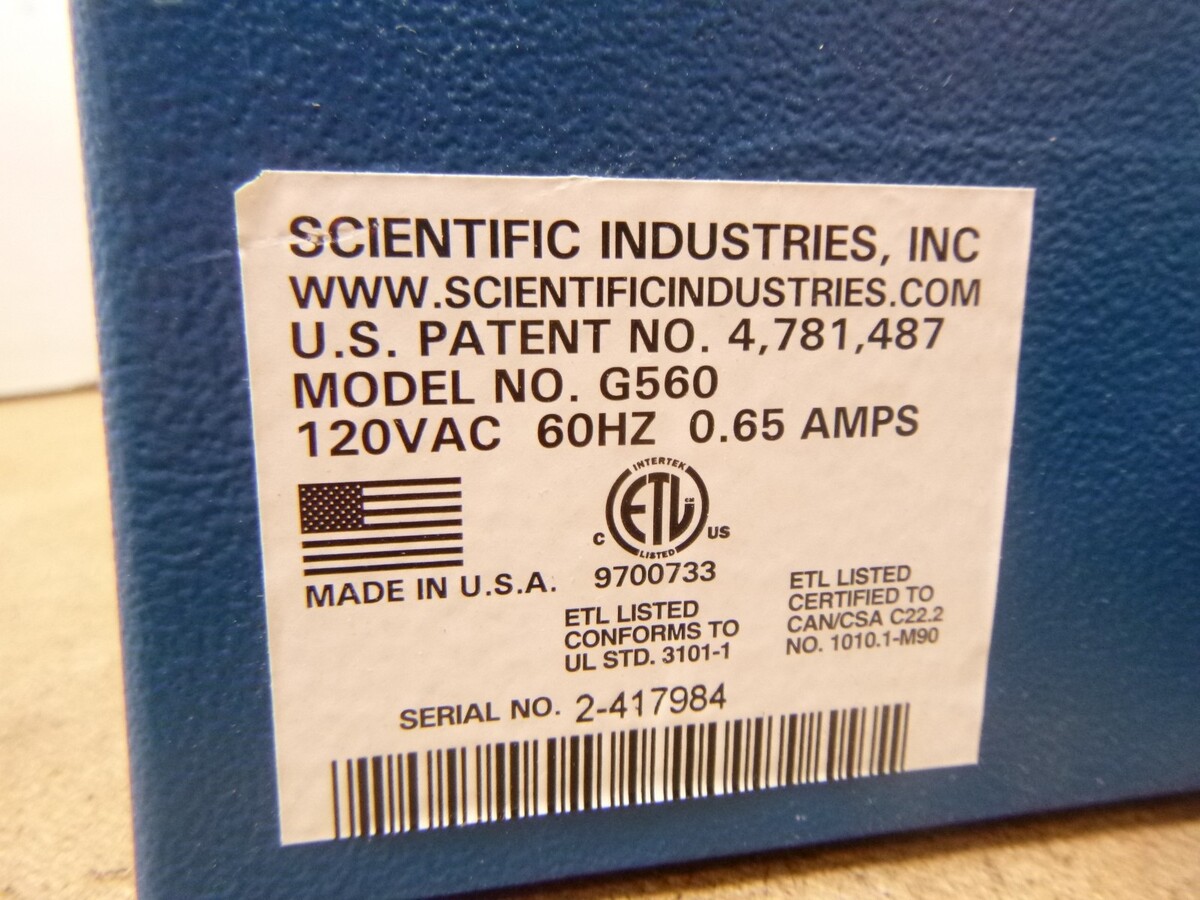 SCIENTIFIC INDUSTRIES, INC
WWW.SCIENTIFICINDUSTRIES.COM
U.S. PATENT NO. 4,781,487
MODEL NO. G560
120VAC 60HZ 0.65 AMPS
INTERTEK
ETL
CM
C US
LISTED
MADE IN U.S.A.
9700733
ETL LISTED
CONFORMS TO
UL STD. 3101-1
ETL LISTED
CERTIFIED TO
CAN/CSA C22.2
NO. 1010.1-M90
SERIAL NO. 2-417984